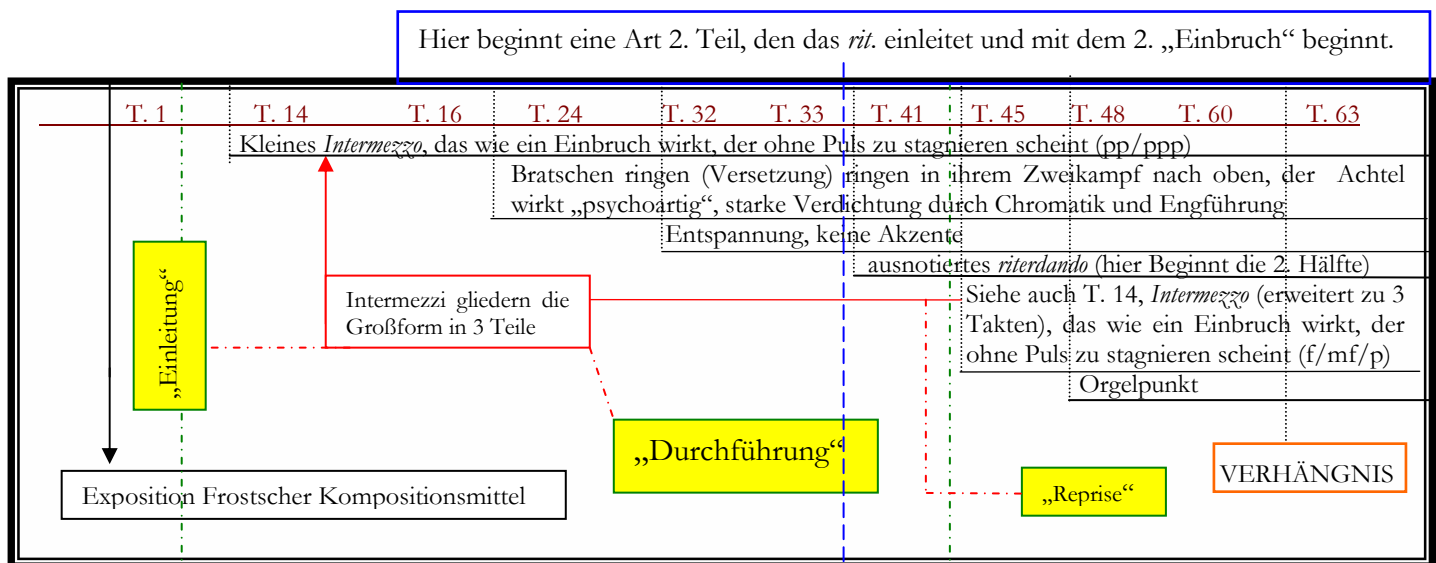 Hier beginnt eine Art 2. Teil, den das rit. einleitet und mit dem 2. „Einbruch“ beginnt.
T. 1 T. 14 T. 16 T. 24 T. 32 T. 33 T. 41 T. 45 T. 48 T. 60 T. 63
Kleines Intermezzo, das wie ein Einbruch wirkt, der ohne Puls zu stagnieren scheint (pp/ppp)
Bratschen ringen (Versetzung) ringen in ihrem Zweikampf nach oben, der Achtel
wirkt „psychoartig“, starke Verdichtung durch Chromatik und Engführung
Entspannung, keine Akzente
ausnotiertes riterdando (hier Beginnt die 2. Hälfte)
„Einleitung“
Intermezzi gliedern die
Großform in 3 Teile
Siehe auch T. 14, Intermezzo (erweitert zu 3
Takten), das wie ein Einbruch wirkt, der
ohne Puls zu stagnieren scheint (f/mf/p)
Orgelpunkt
„Durchführung“
VERHÄNGNIS
Exposition Frostscher Kompositionsmittel
„Reprise“